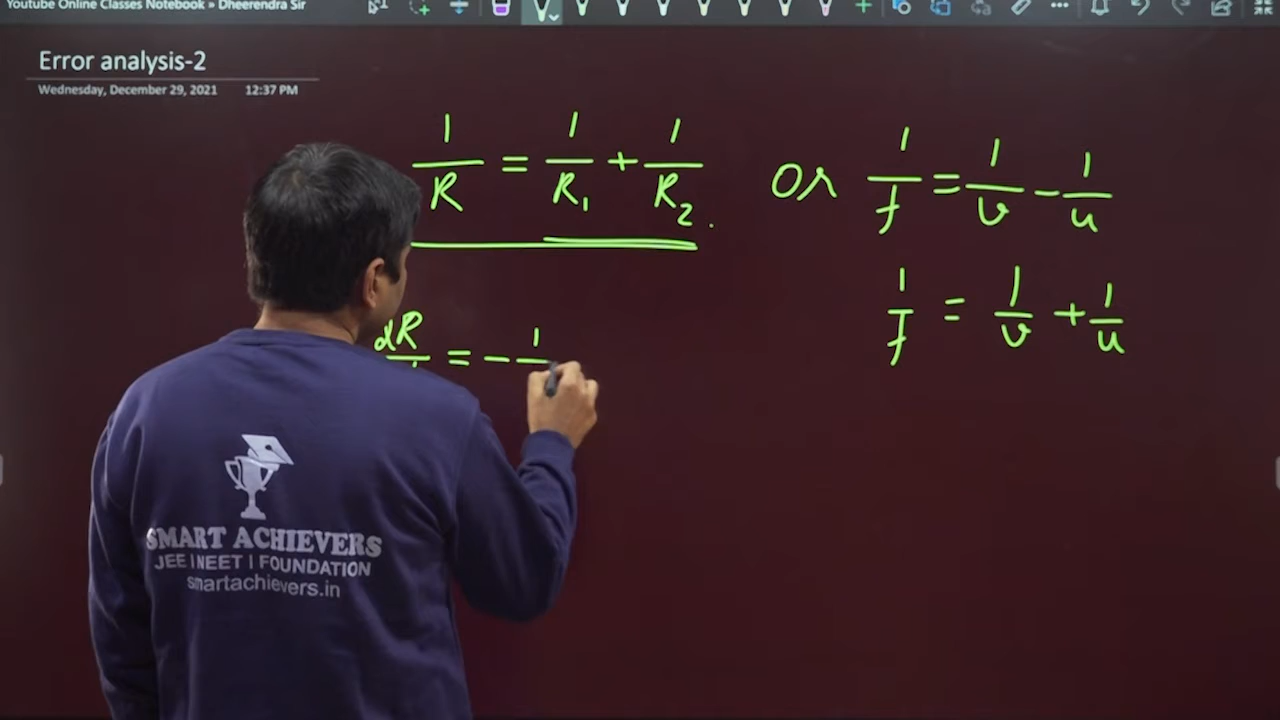 Youtube Online Classes Notebook » Dheerendra Sir
Error analysis-2
Wednesday, December 29, 2021 12:37 PM
1/R = 1/R₁ + 1/R₂ . or 1/f = 1/v - 1/u
1/f = 1/v + 1/u
dR = - 1
SMART ACHIEVERS
JEE | NEET | FOUNDATION
smartachievers.in